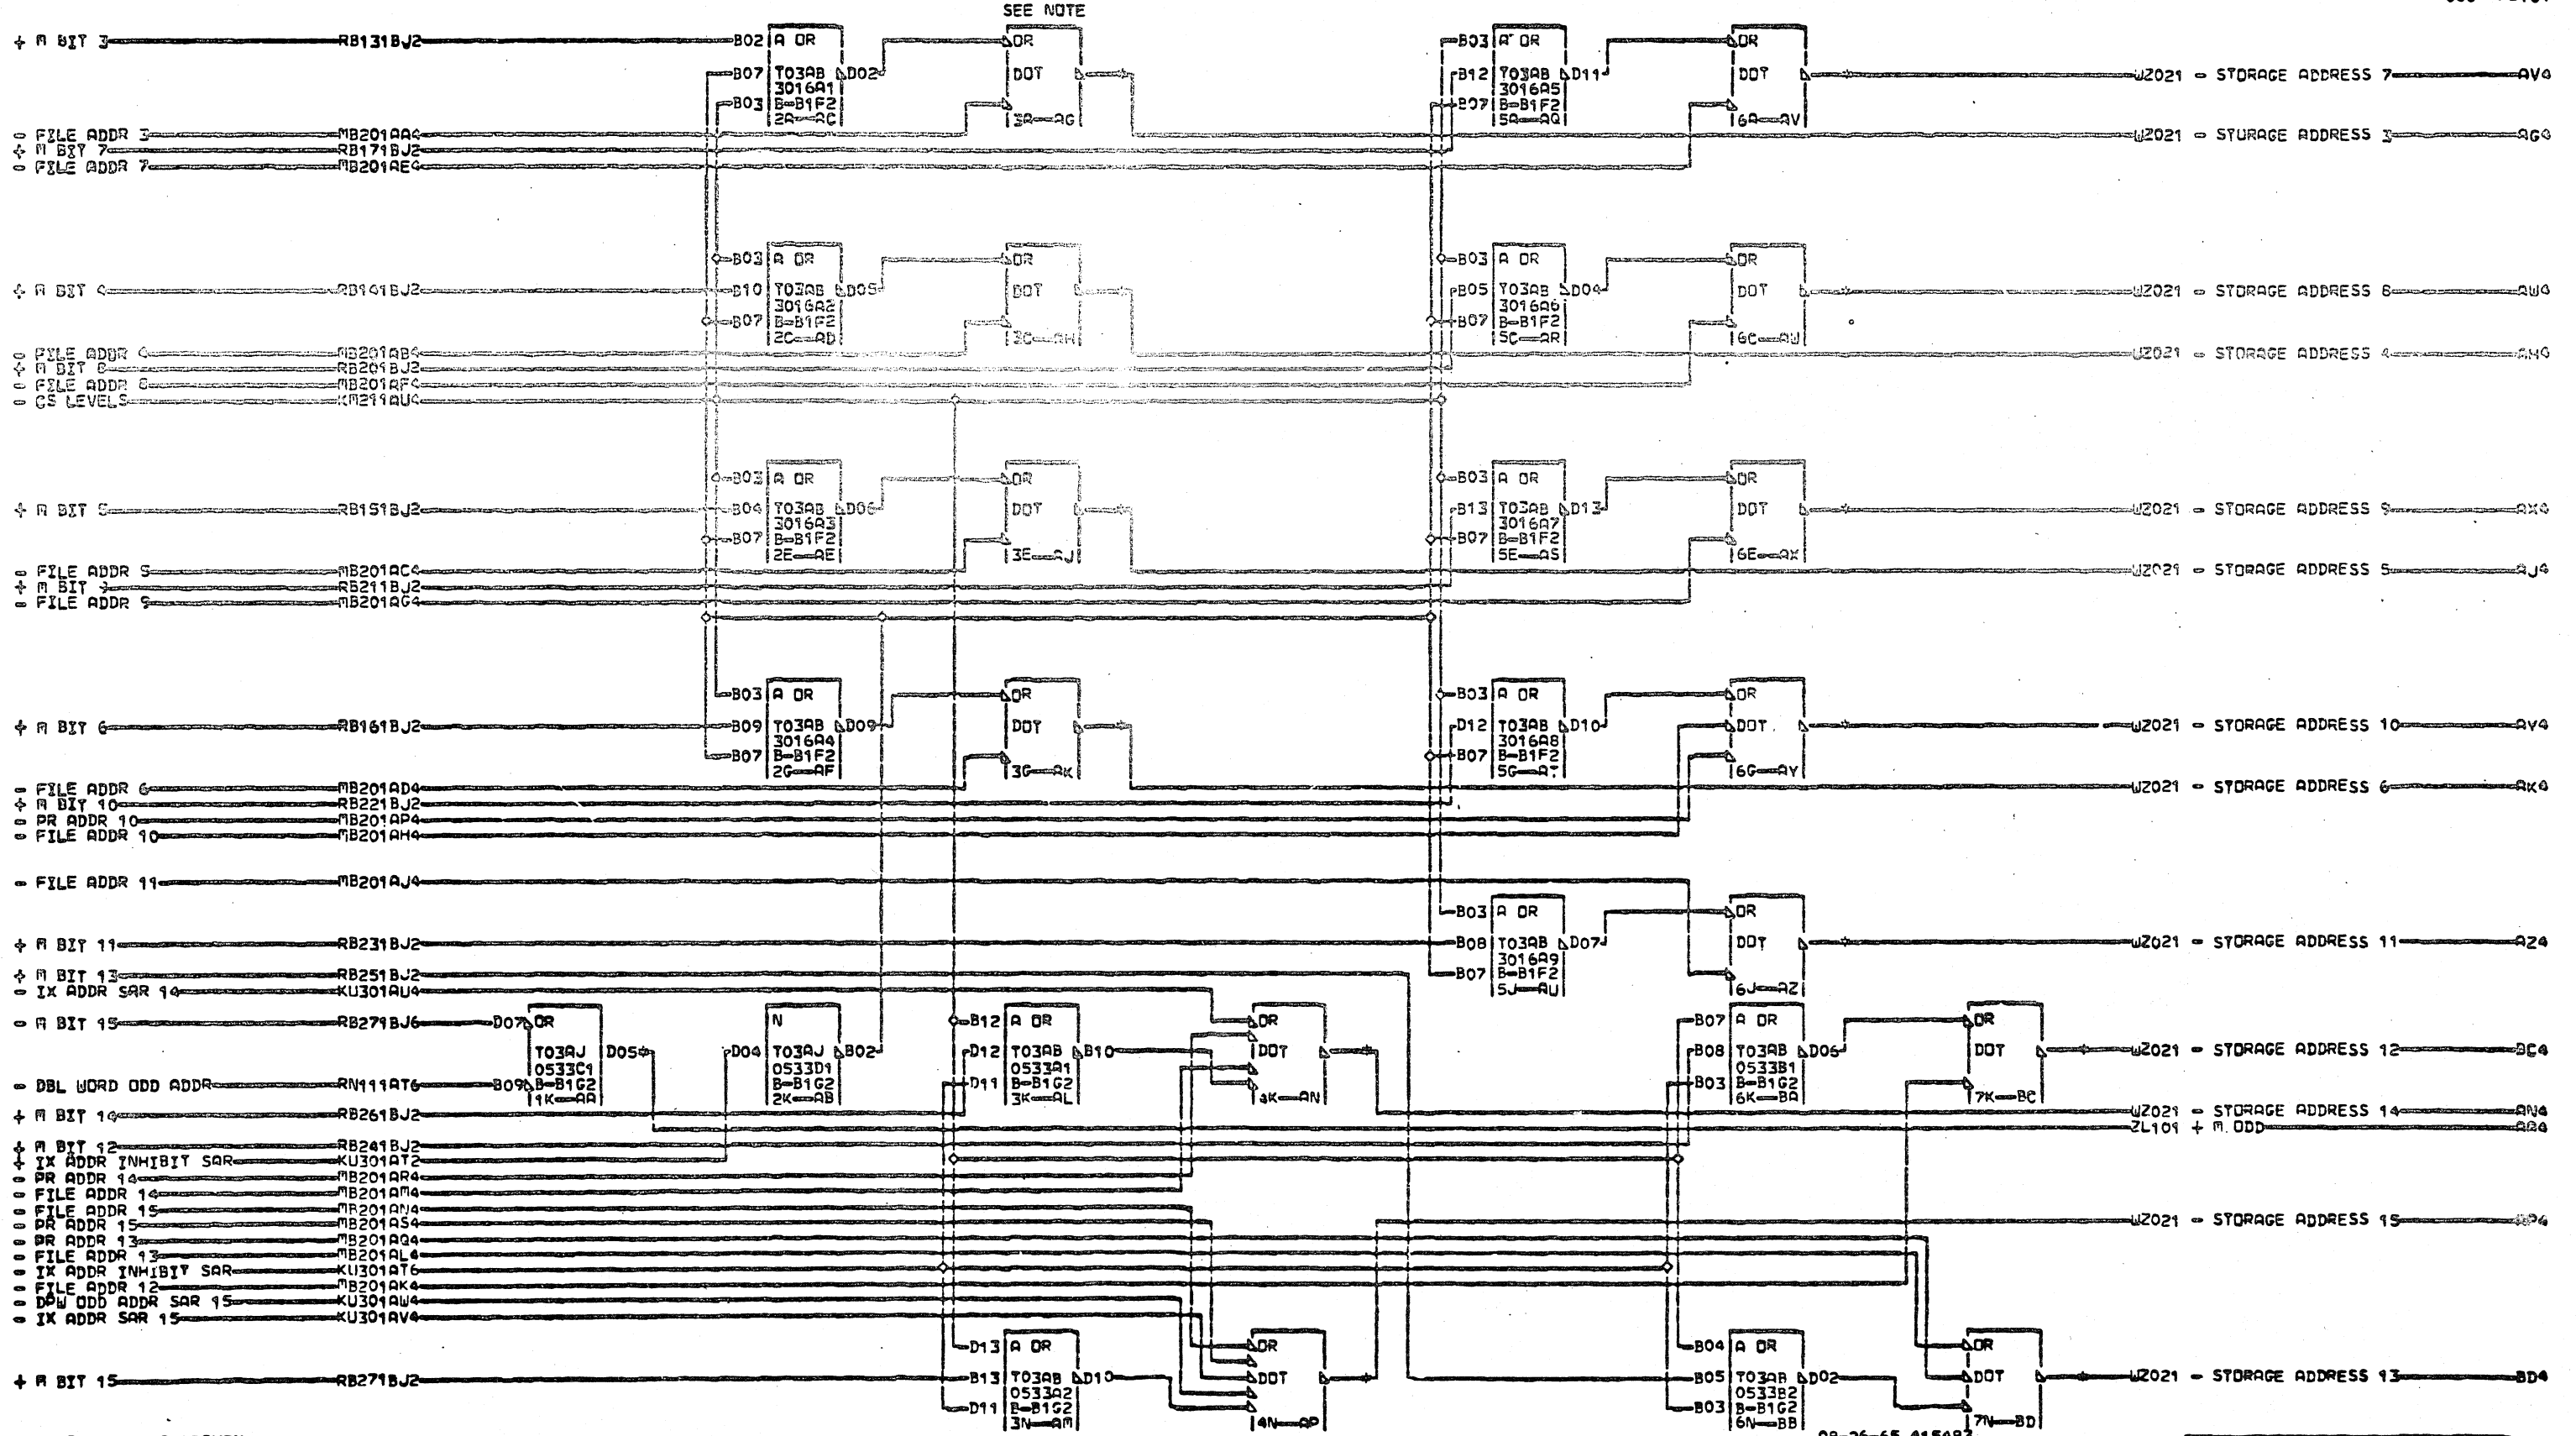 SEE NOTE
+ M BIT 3 RB131BJ2 B02 A OR OR B03 A OR OR
B07 T03AB D02 DOT B12 T03AB D11 DOT WZ021 - STORAGE ADDRESS 7 AV4
3016A1 3016A5
B03 B-B1F2 B07 B-B1F2
2A AC 3A AG 5A AQ 6A AV
- FILE ADDR 3 MB201AA4 WZ021 - STORAGE ADDRESS 3 AG4
+ M BIT 7 RB171BJ2
- FILE ADDR 7 MB201AE4
B03 A OR OR B03 A OR OR
+ M BIT 4 RB141BJ2 B10 T03AB D05 DOT B05 T03AB D04 DOT WZ021 - STORAGE ADDRESS 8 AW4
3016A2 3016A6
B07 B-B1F2 B07 B-B1F2
2C AD 3C AH 5C AR 6C AW
- FILE ADDR 4 MB201AB4 WZ021 - STORAGE ADDRESS 4 AH4
+ M BIT 8 RB201BJ2
- FILE ADDR 8 MB201AF4
- CS LEVELS KM211AU4
B03 A OR OR B03 A OR OR
+ M BIT 5 RB151BJ2 B04 T03AB D06 DOT B13 T03AB D13 DOT WZ021 - STORAGE ADDRESS 9 AX4
3016A3 3016A7
B07 B-B1F2 B07 B-B1F2
2E AE 3E AJ 5E AS 6E AX
- FILE ADDR 5 MB201AC4 WZ021 - STORAGE ADDRESS 5 AJ4
+ M BIT 9 RB211BJ2
- FILE ADDR 9 MB201AG4
B03 A OR OR B03 A OR OR
+ M BIT 6 RB161BJ2 B09 T03AB D09 DOT D12 T03AB D10 DOT WZ021 - STORAGE ADDRESS 10 AY4
3016A4 3016A8
B07 B-B1F2 B07 B-B1F2
2G AF 3G AK 5G AT 6G AY
- FILE ADDR 6 MB201AD4 WZ021 - STORAGE ADDRESS 6 AK4
+ M BIT 10 RB221BJ2
- PR ADDR 10 MB201AP4
- FILE ADDR 10 MB201AH4
- FILE ADDR 11 MB201AJ4
B03 A OR OR
+ M BIT 11 RB231BJ2 B08 T03AB D07 DOT WZ021 - STORAGE ADDRESS 11 AZ4
3016A9
+ M BIT 13 RB251BJ2 B07 B-B1F2
- IX ADDR SAR 14 KU301AU4 5J AU 6J AZ
- M BIT 15 RB271BJ6 D07 OR N B12 A OR OR B07 A OR OR
T03AJ D05 D04 T03AJ B02 D12 T03AB B10 DOT B08 T03AB D06 DOT WZ021 - STORAGE ADDRESS 12 BC4
0533C1 0533D1 0533A1 0533B1
- DBL WORD ODD ADDR RN111AT6 B09 B-B1G2 B-B1G2 D11 B-B1G2 B03 B-B1G2
1K AA 2K AB 3K AL 4K AN 6K BA 7K BC
+ M BIT 14 RB261BJ2 WZ021 - STORAGE ADDRESS 14 AN4
ZL101 + M ODD AA4
+ M BIT 12 RB241BJ2
+ IX ADDR INHIBIT SAR KU301AT2
- PR ADDR 14 MB201AR4
- FILE ADDR 14 MB201AM4
- FILE ADDR 15 MB201AN4
- PR ADDR 15 MB201AS4 WZ021 - STORAGE ADDRESS 15 AP4
- PR ADDR 13 MB201AQ4
- FILE ADDR 13 MB201AL4
- IX ADDR INHIBIT SAR KU301AT6
- FILE ADDR 12 MB201AK4
- DPW ODD ADDR SAR 15 KU301AW4
- IX ADDR SAR 15 KU301AV4
D13 A OR OR B04 A OR OR
+ M BIT 15 RB271BJ2 B13 T03AB D10 DOT B05 T03AB D02 DOT WZ021 - STORAGE ADDRESS 13 BD4
0533A2 0533B2
D11 B-B1G2 B03 B-B1G2
3N AM 4N AP 6N BB 7N BD